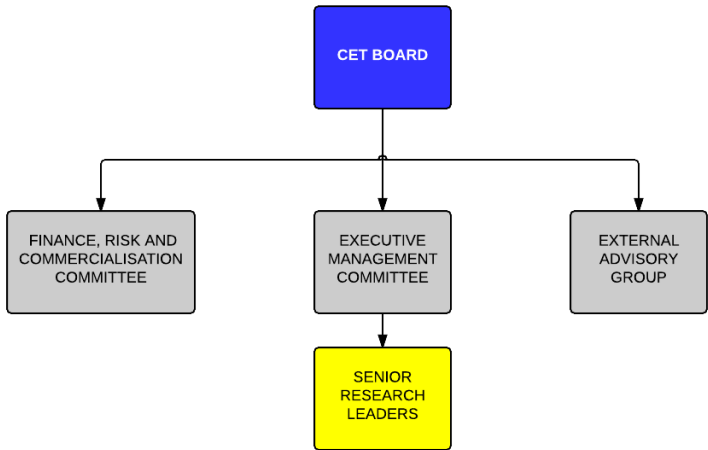 CET BOARD
FINANCE, RISK AND
COMMERCIALISATION
COMMITTEE
EXECUTIVE
MANAGEMENT
COMMITTEE
EXTERNAL
ADVISORY
GROUP
SENIOR
RESEARCH
LEADERS